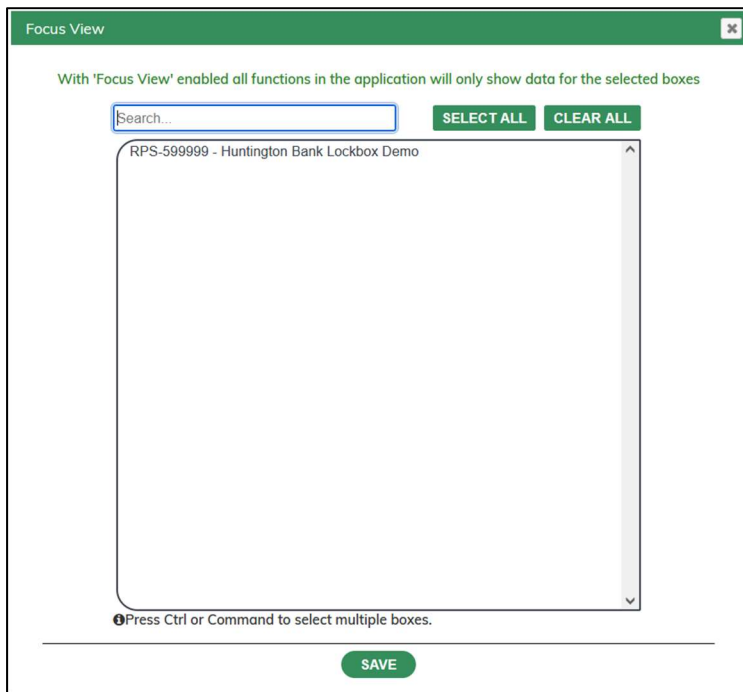 Focus View
With 'Focus View' enabled all functions in the application will only show data for the selected boxes
Search...
SELECT ALL
CLEAR ALL
RPS-599999 - Huntington Bank Lockbox Demo
Press Ctrl or Command to select multiple boxes.
SAVE